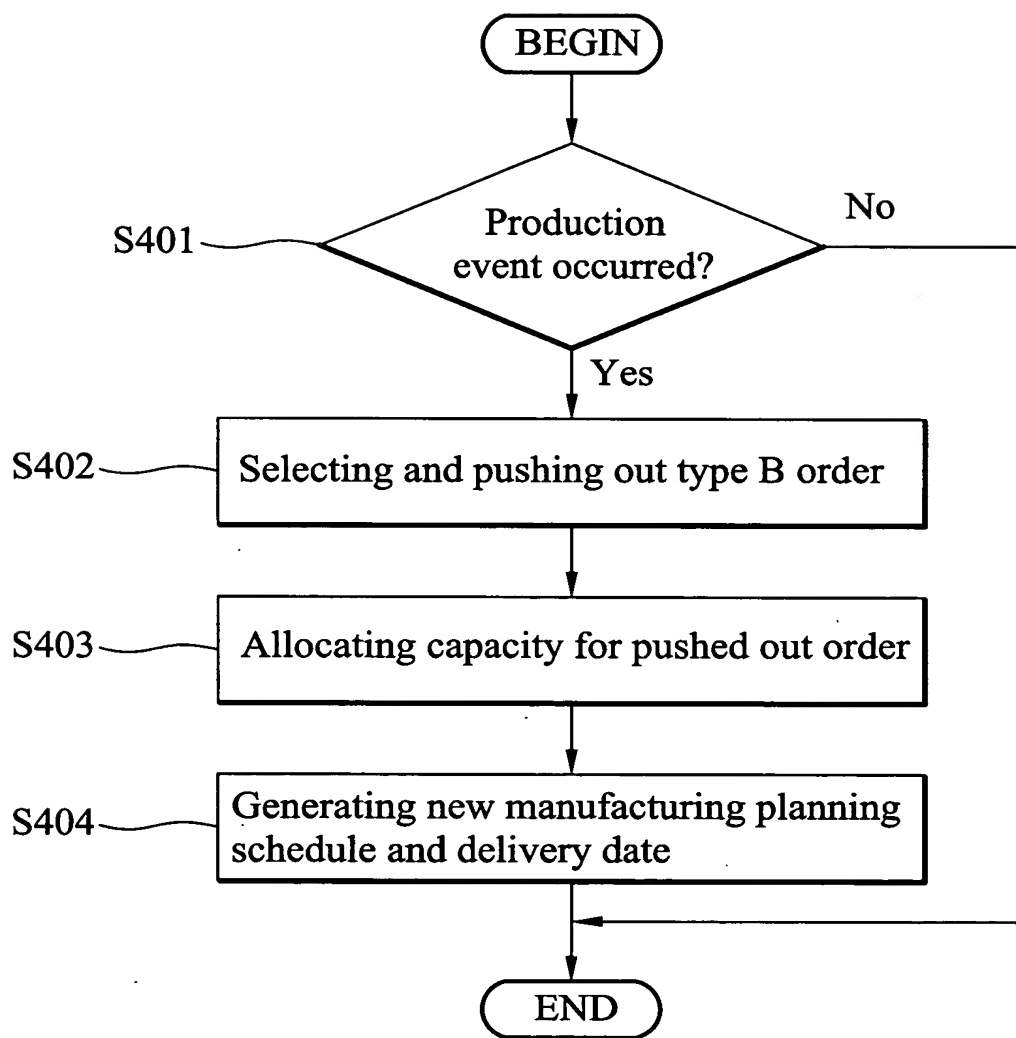 BEGIN
S401
Production
event occurred?
No
Yes
S402
Selecting and pushing out type B order
S403
Allocating capacity for pushed out order
S404
Generating new manufacturing planning
schedule and delivery date
END